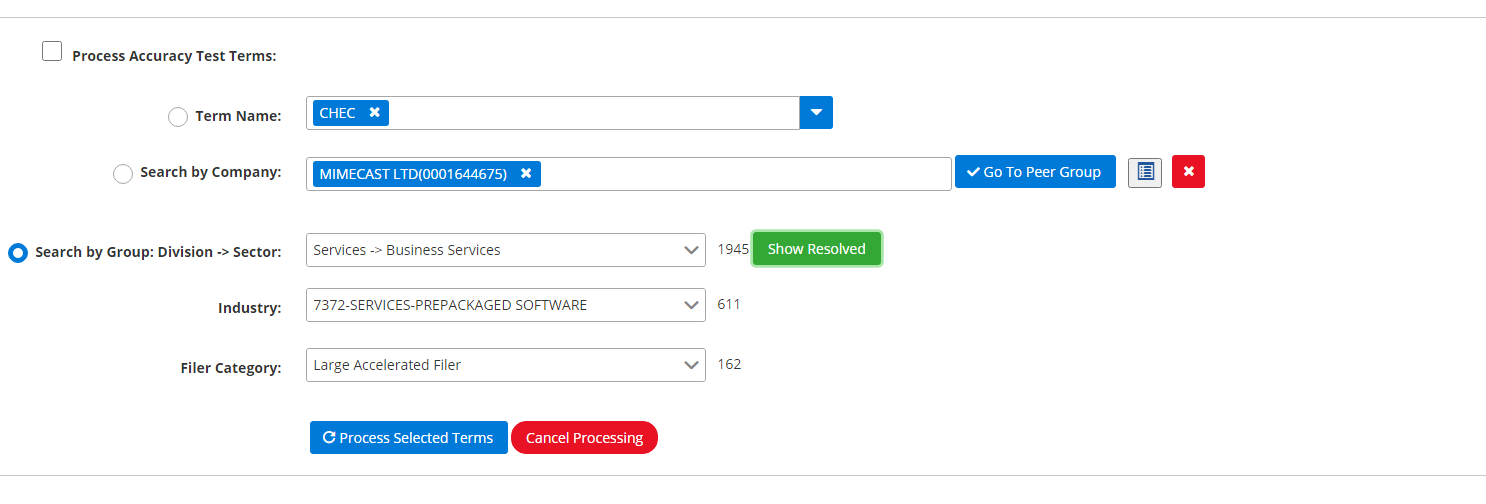 Process Accuracy Test Terms:
Term Name: CHEC
Search by Company: MIMECAST LTD(0001644675) Go To Peer Group
Search by Group: Division -> Sector: Services -> Business Services 1945 Show Resolved
Industry: 7372-SERVICES-PREPACKAGED SOFTWARE 611
Filer Category: Large Accelerated Filer 162
Process Selected Terms Cancel Processing